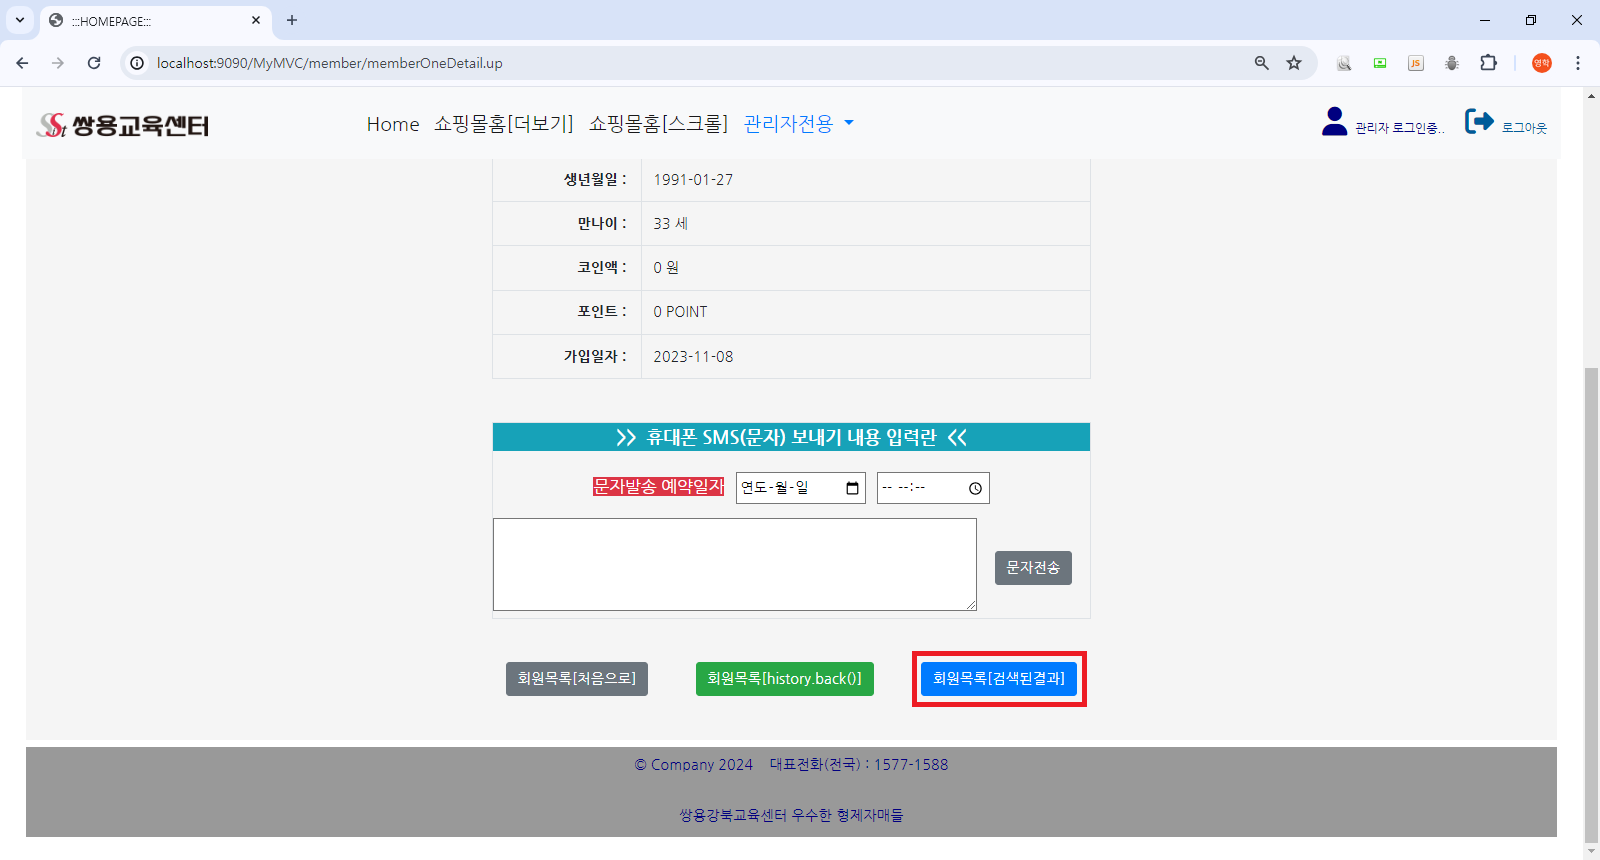 :::HOMEPAGE:::
localhost:9090/MyMVC/member/memberOneDetail.up
JS
영학
SSt 쌍용교육센터
Home 쇼핑몰홈[더보기] 쇼핑몰홈[스크롤] 관리자전용
관리자 로그인중.. 로그아웃
생년월일 : 1991-01-27
만나이 : 33 세
코인액 : 0 원
포인트 : 0 POINT
가입일자 : 2023-11-08
>> 휴대폰 SMS(문자) 보내기 내용 입력란 <<
문자발송 예약일자 연도-월-일 -- --:--
문자전송
회원목록[처음으로] 회원목록[history.back()] 회원목록[검색된결과]
© Company 2024 대표전화(전국) : 1577-1588
쌍용강북교육센터 우수한 형제자매들